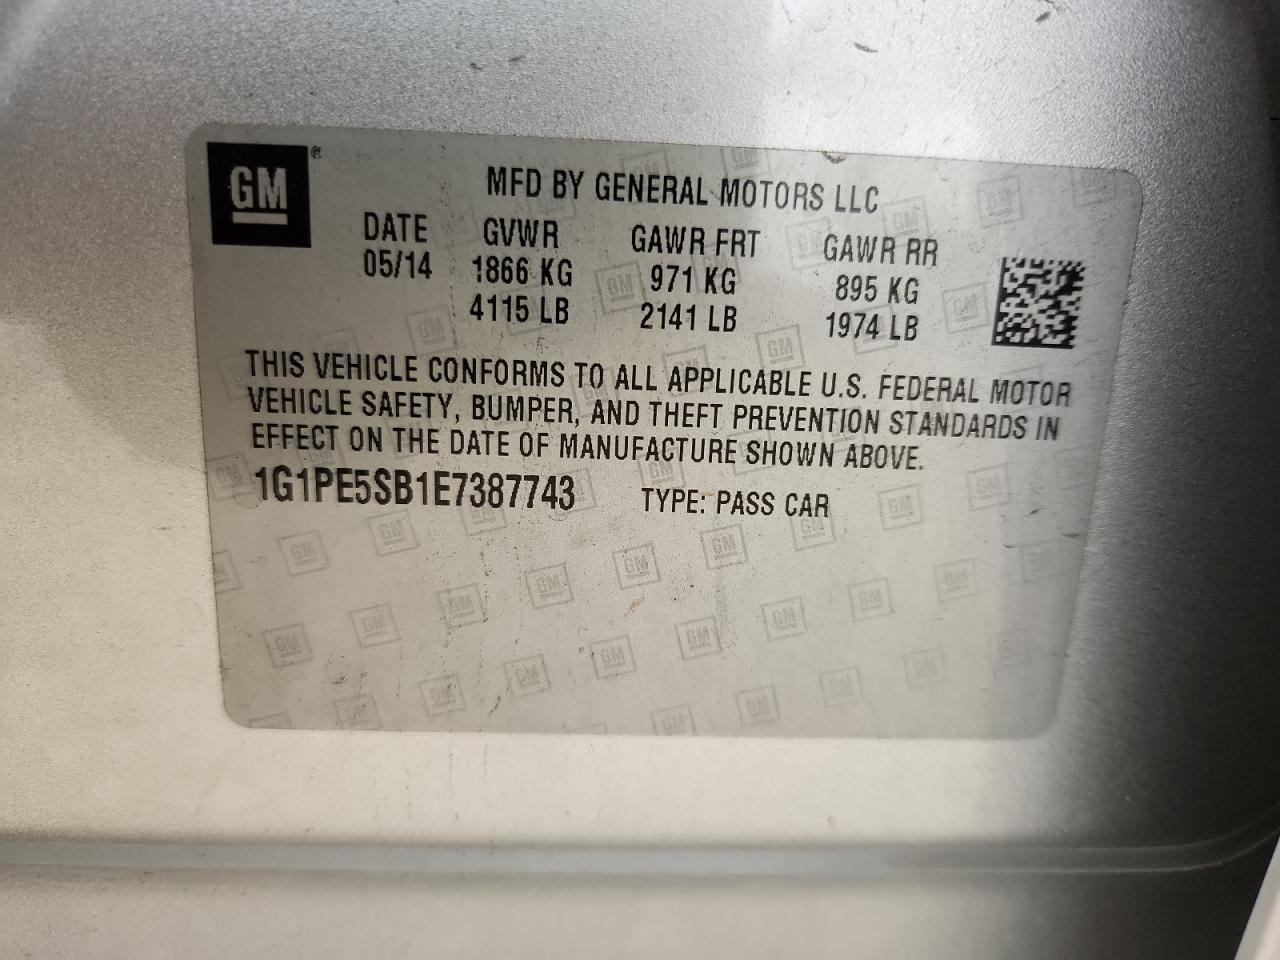 GM®
MFD BY GENERAL MOTORS LLC
DATE GVWR GAWR FRT GAWR RR
05/14 1866 KG 971 KG 895 KG
4115 LB 2141 LB 1974 LB
THIS VEHICLE CONFORMS TO ALL APPLICABLE U.S. FEDERAL MOTOR
VEHICLE SAFETY, BUMPER, AND THEFT PREVENTION STANDARDS IN
EFFECT ON THE DATE OF MANUFACTURE SHOWN ABOVE.
1G1PE5SB1E7387743 TYPE: PASS CAR